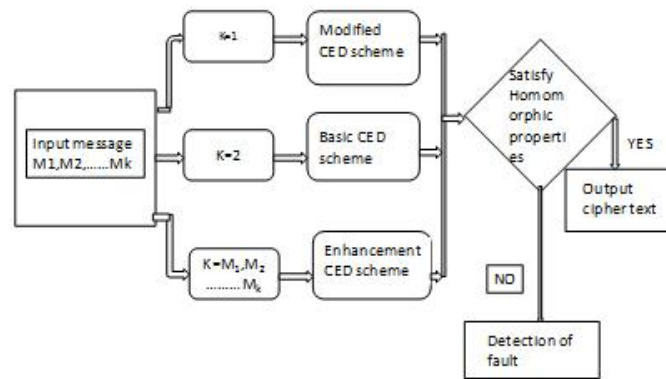 K=1
Modified
CED scheme
Input message
M1,M2,......Mk
K=2
Basic CED
scheme
K=M₁,M₂
..........Mₖ
Enhancement
CED scheme
Satisfy
Homom
orphic
properti
es
YES
Output
cipher text
NO
Detection of
fault